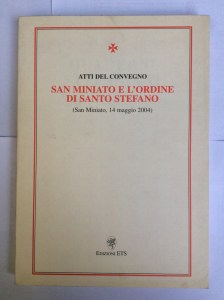 ATTI DEL CONVEGNO
SAN MINIATO E L'ORDINE
DI SANTO STEFANO
(San Miniato, 14 maggio 2004)
Edizioni ETS